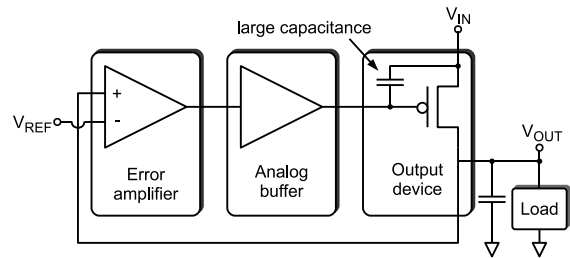 large capacitance
V_IN
+
-
V_REF
Error
amplifier
Analog
buffer
Output
device
V_OUT
Load